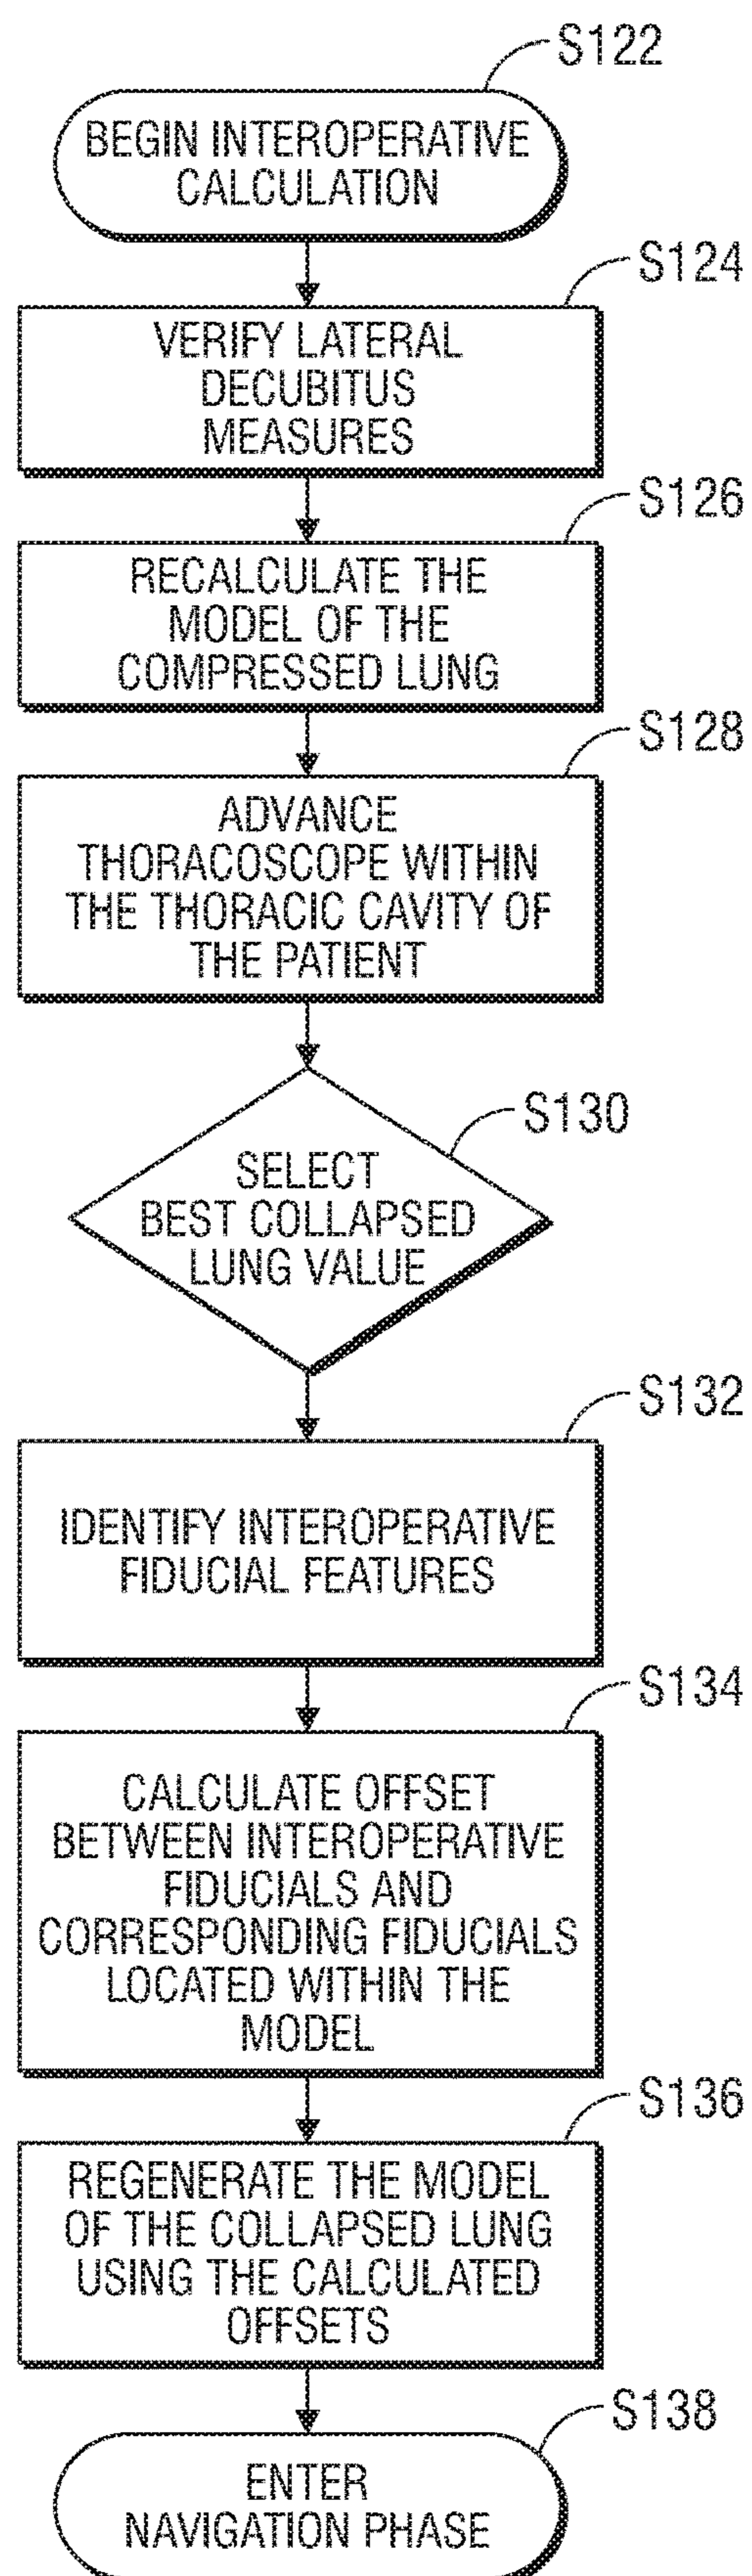 S122
BEGIN INTEROPERATIVE
CALCULATION
S124
VERIFY LATERAL
DECUBITUS
MEASURES
S126
RECALCULATE THE
MODEL OF THE
COMPRESSED LUNG
S128
ADVANCE
THORACOSCOPE WITHIN
THE THORACIC CAVITY OF
THE PATIENT
S130
SELECT
BEST COLLAPSED
LUNG VALUE
S132
IDENTIFY INTEROPERATIVE
FIDUCIAL FEATURES
S134
CALCULATE OFFSET
BETWEEN INTEROPERATIVE
FIDUCIALS AND
CORRESPONDING FIDUCIALS
LOCATED WITHIN THE
MODEL
S136
REGENERATE THE MODEL
OF THE COLLAPSED LUNG
USING THE CALCULATED
OFFSETS
S138
ENTER
NAVIGATION PHASE